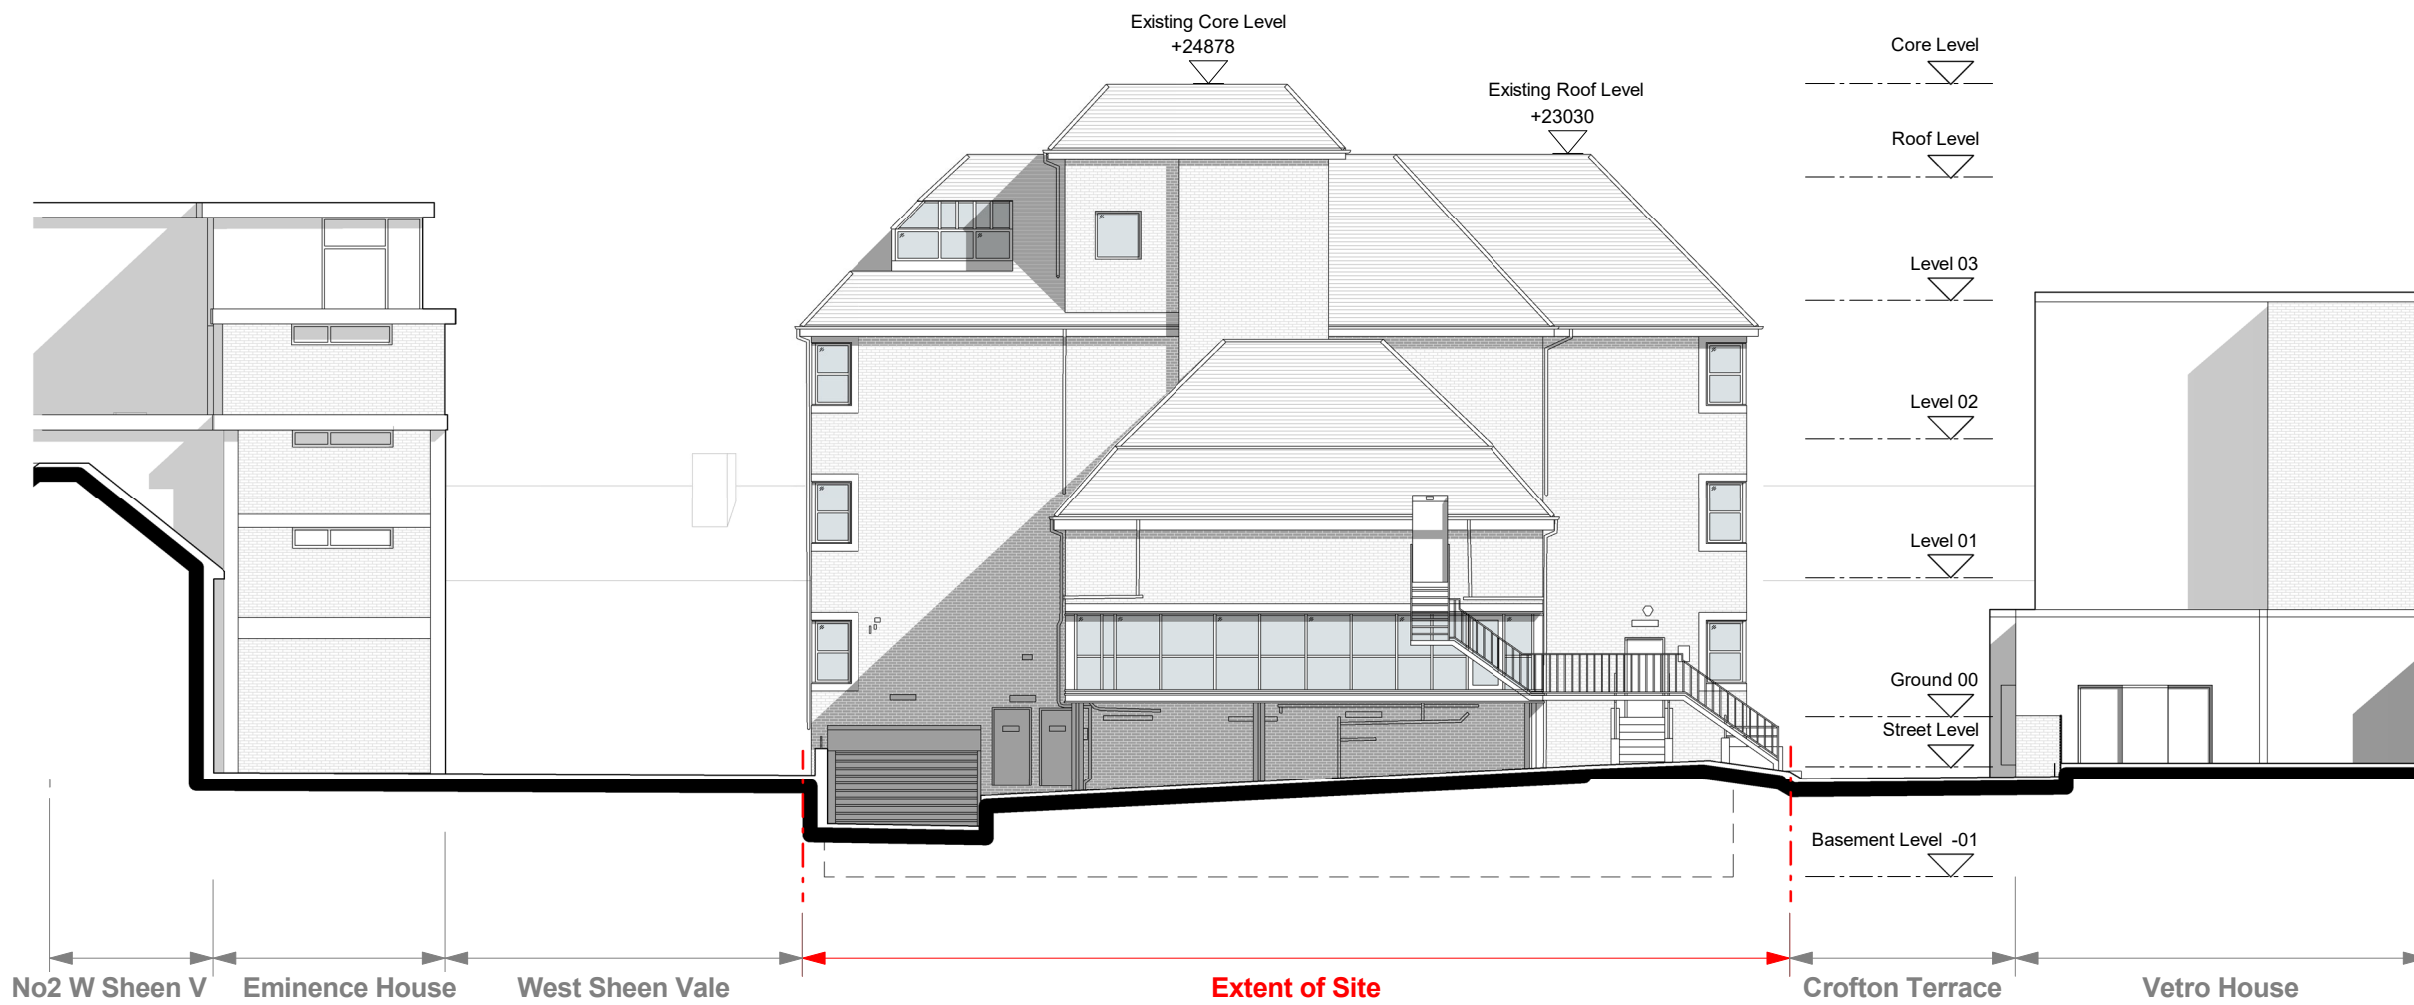 Existing Core Level
+24878
Existing Roof Level
+23030
Core Level
Roof Level
Level 03
Level 02
Level 01
Ground 00
Street Level
Basement Level -01
No2 W Sheen V
Eminence House
West Sheen Vale
Extent of Site
Crofton Terrace
Vetro House